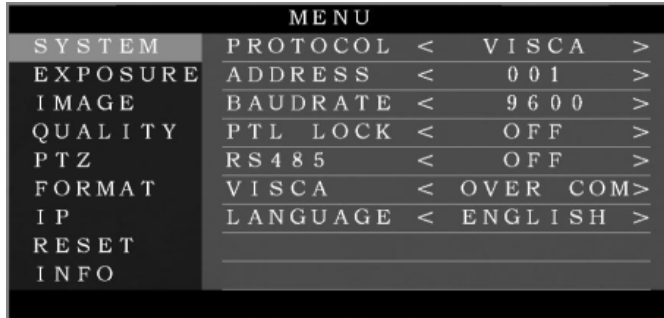 MENU
SYSTEM PROTOCOL < VISCA >
EXPOSURE ADDRESS < 001 >
IMAGE BAUDRATE < 9600 >
QUALITY PTL LOCK < OFF >
PTZ RS485 < OFF >
FORMAT VISCA < OVER COM>
IP LANGUAGE < ENGLISH >
RESET
INFO